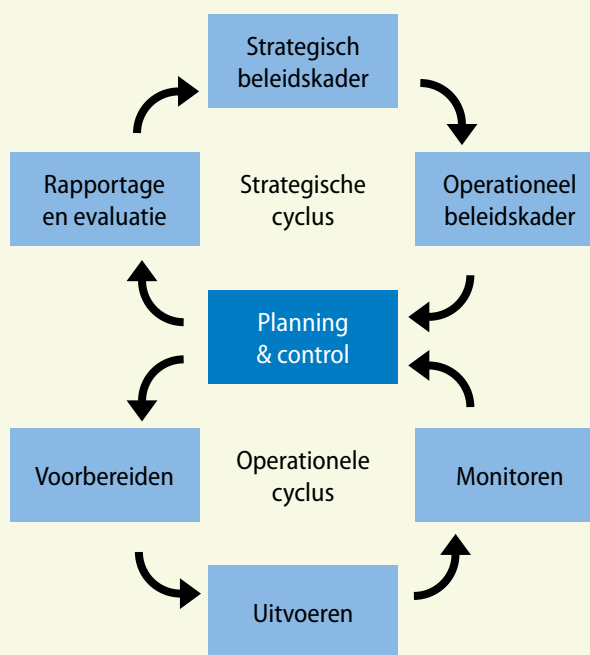 Strategisch
beleidskader
Rapportage
en evaluatie
Strategische
cyclus
Operationeel
beleidskader
Planning
& control
Voorbereiden
Operationele
cyclus
Monitoren
Uitvoeren